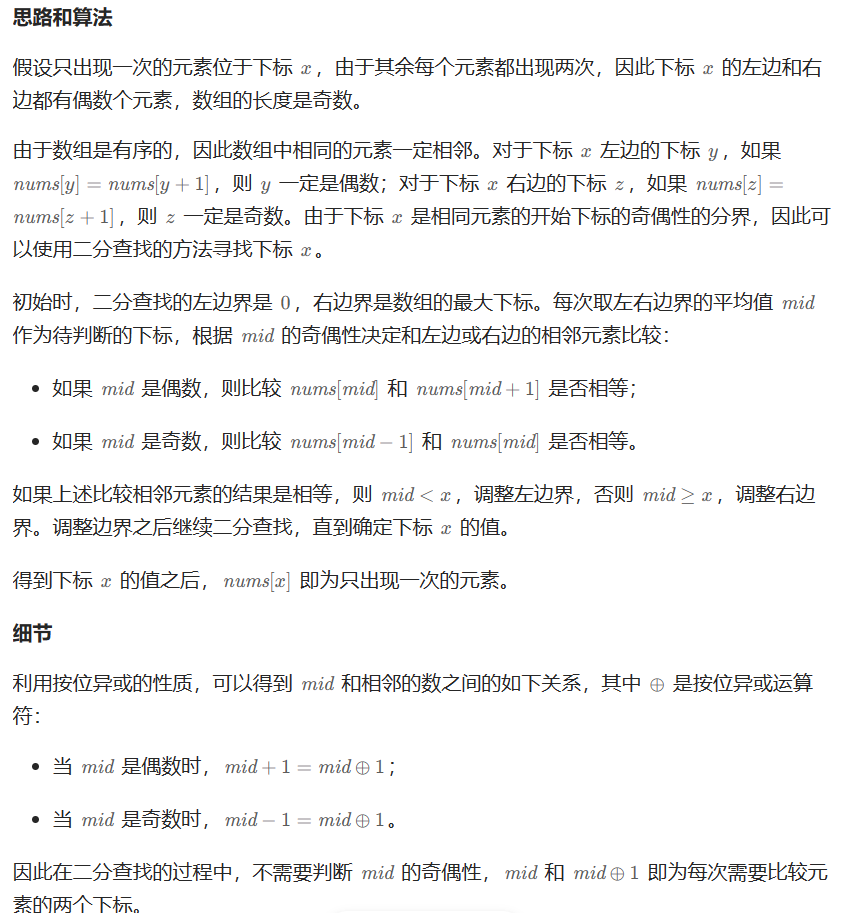 思路和算法
假设只出现一次的元素位于下标 x，由于其余每个元素都出现两次，因此下标 x 的左边和右
边都有偶数个元素，数组的长度是奇数。
由于数组是有序的，因此数组中相同的元素一定相邻。对于下标 x 左边的下标 y，如果
nums[y] = nums[y + 1]，则 y 一定是偶数；对于下标 x 右边的下标 z，如果 nums[z] =
nums[z + 1]，则 z 一定是奇数。由于下标 x 是相同元素的开始下标的奇偶性的分界，因此可
以使用二分查找的方法寻找下标 x。
初始时，二分查找的左边界是 0，右边界是数组的最大下标。每次取左右边界的平均值 mid
作为待判断的下标，根据 mid 的奇偶性决定和左边或右边的相邻元素比较：
• 如果 mid 是偶数，则比较 nums[mid] 和 nums[mid + 1] 是否相等；
• 如果 mid 是奇数，则比较 nums[mid − 1] 和 nums[mid] 是否相等。
如果上述比较相邻元素的结果是相等，则 mid < x，调整左边界，否则 mid ≥ x，调整右边
界。调整边界之后继续二分查找，直到确定下标 x 的值。
得到下标 x 的值之后，nums[x] 即为只出现一次的元素。
细节
利用按位异或的性质，可以得到 mid 和相邻的数之间的如下关系，其中 ⊕ 是按位异或运算
符：
• 当 mid 是偶数时，mid + 1 = mid ⊕ 1；
• 当 mid 是奇数时，mid − 1 = mid ⊕ 1。
因此在二分查找的过程中，不需要判断 mid 的奇偶性，mid 和 mid ⊕ 1 即为每次需要比较元
素的两个下标。